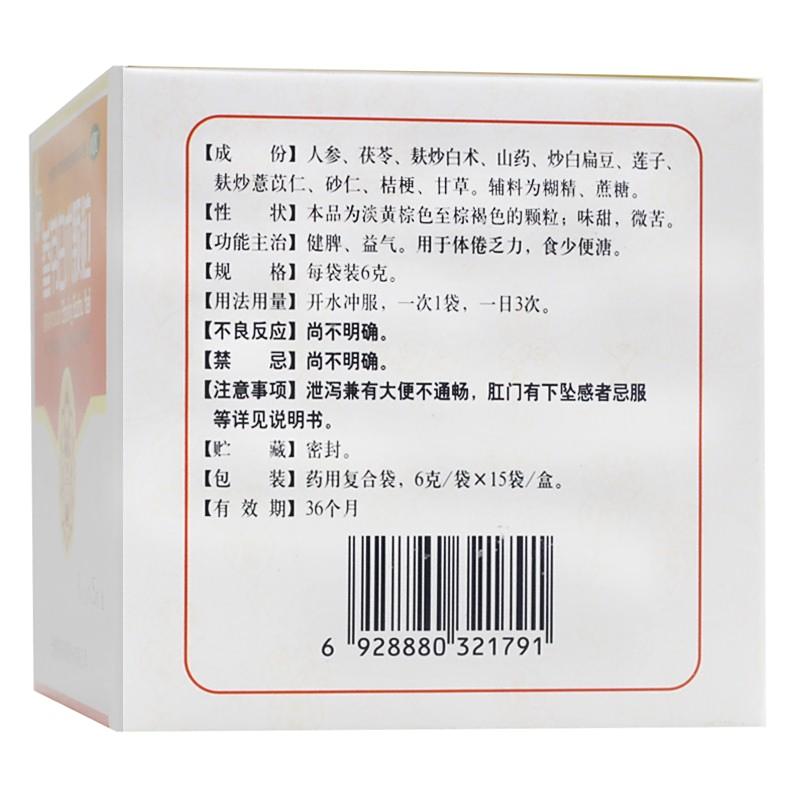 【成份】人参、茯苓、麸炒白术、山药、炒白扁豆、莲子、
麸炒薏苡仁、砂仁、桔梗、甘草。辅料为糊精、蔗糖。
【性状】本品为淡黄棕色至棕褐色的颗粒；味甜，微苦。
【功能主治】健脾、益气。用于体倦乏力，食少便溏。
【规格】每袋装6克。
【用法用量】开水冲服，一次1袋，一日3次。
【不良反应】尚不明确。
【禁忌】尚不明确。
【注意事项】泄泻兼有大便不通畅，肛门有下坠感者忌服
等详见说明书。
【贮藏】密封。
【包装】药用复合袋，6克/袋×15袋/盒。
【有效期】36个月
6 928880 321791